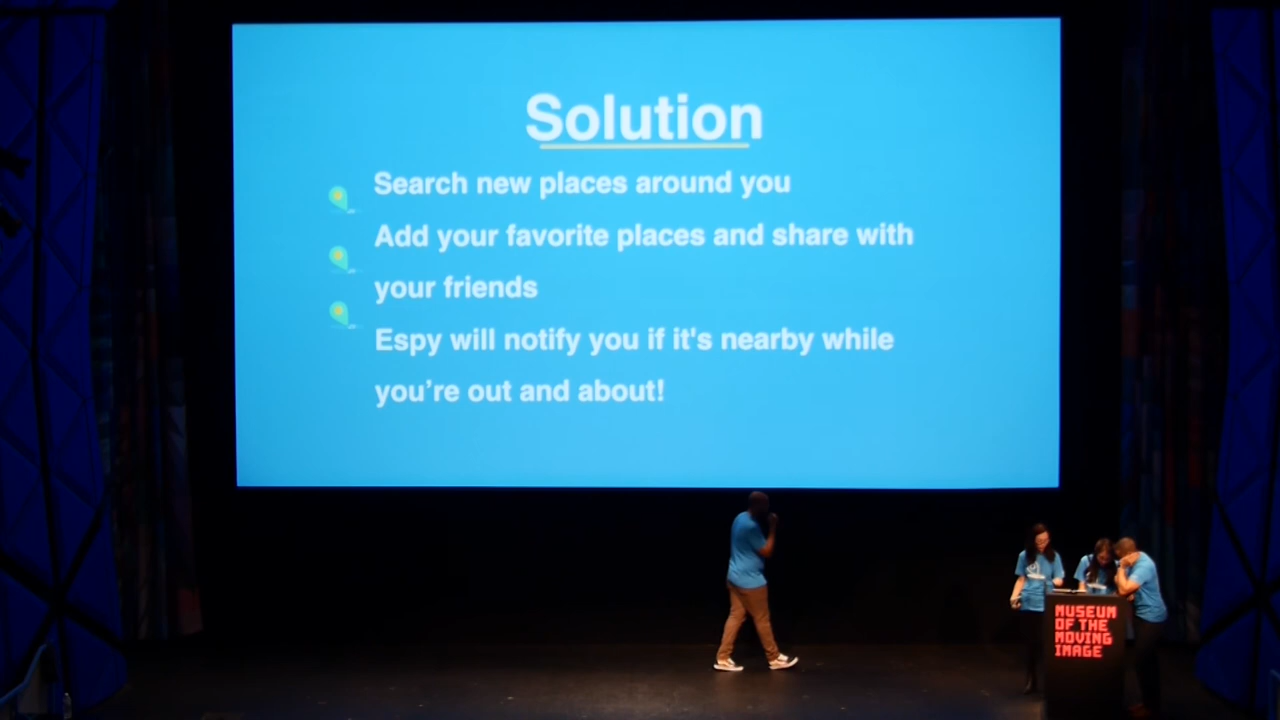 Solution
Search new places around you
Add your favorite places and share with
your friends
Espy will notify you if it's nearby while
you’re out and about!
MUSEUM
OF THE
MOVING
IMAGE